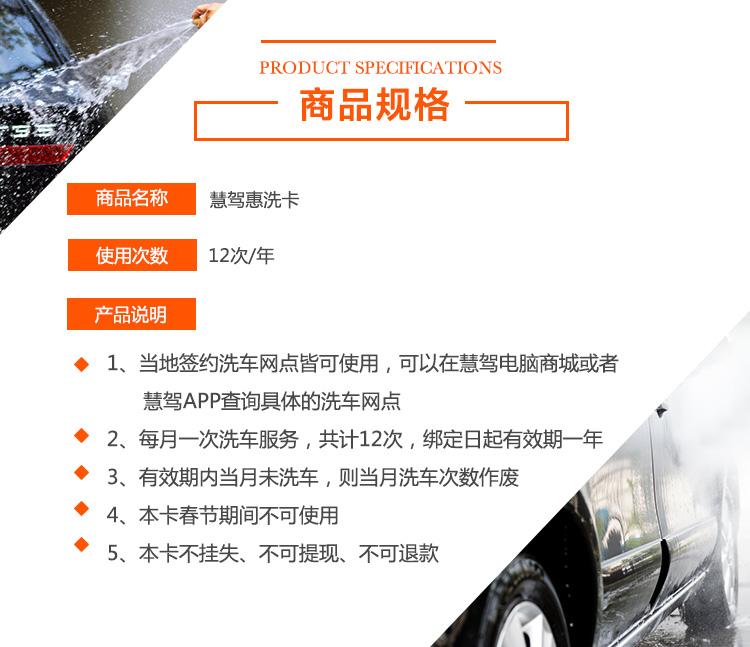 PRODUCT SPECIFICATIONS
商品规格
商品名称 慧驾惠洗卡
使用次数 12次/年
产品说明
1、当地签约洗车网点皆可使用，可以在慧驾电脑商城或者
慧驾APP查询具体的洗车网点
2、每月一次洗车服务，共计12次，绑定日起有效期一年
3、有效期内当月未洗车，则当月洗车次数作废
4、本卡春节期间不可使用
5、本卡不挂失、不可提现、不可退款